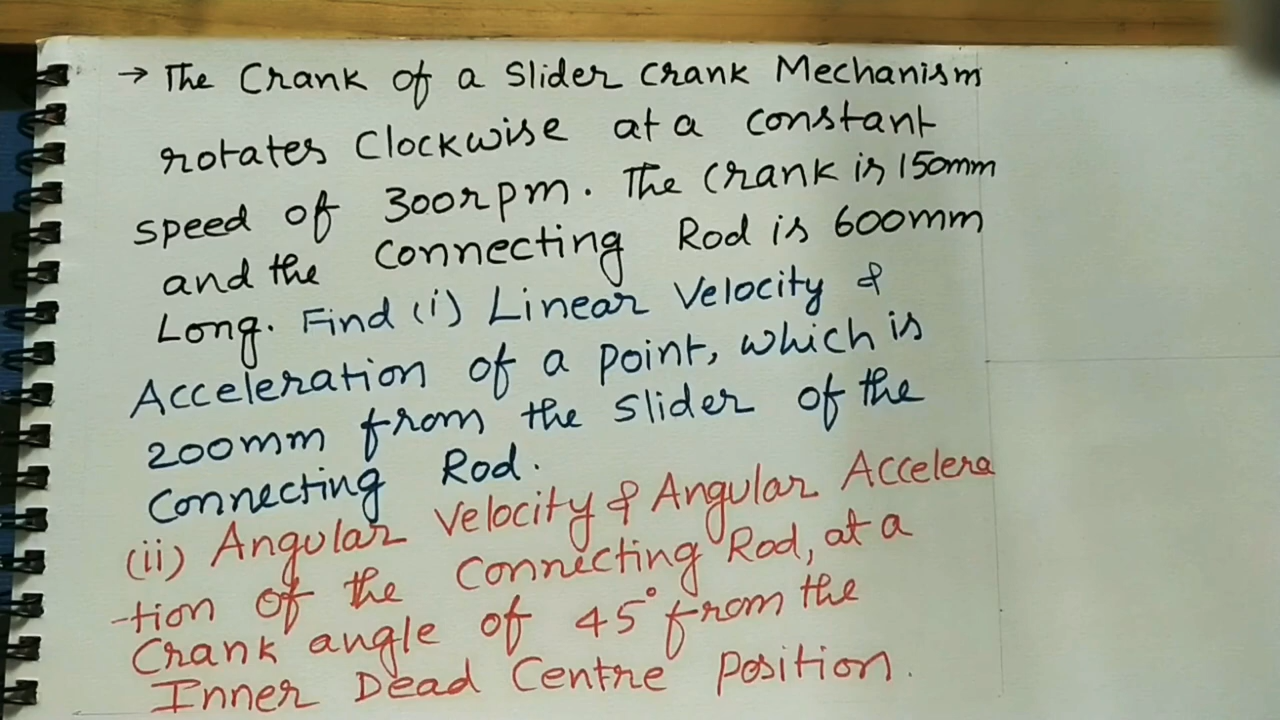 → The Crank of a Slider Crank Mechanism
rotates Clockwise at a constant
speed of 300rpm. The Crank is 150mm
and the Connecting Rod is 600mm
Long. Find (i) Linear Velocity &
Acceleration of a point, which is
200mm from the slider of the
Connecting Rod.
(ii) Angular Velocity & Angular Accelera
-tion of the Connecting Rod, at a
Crank angle of 45° from the
Inner Dead Centre position.